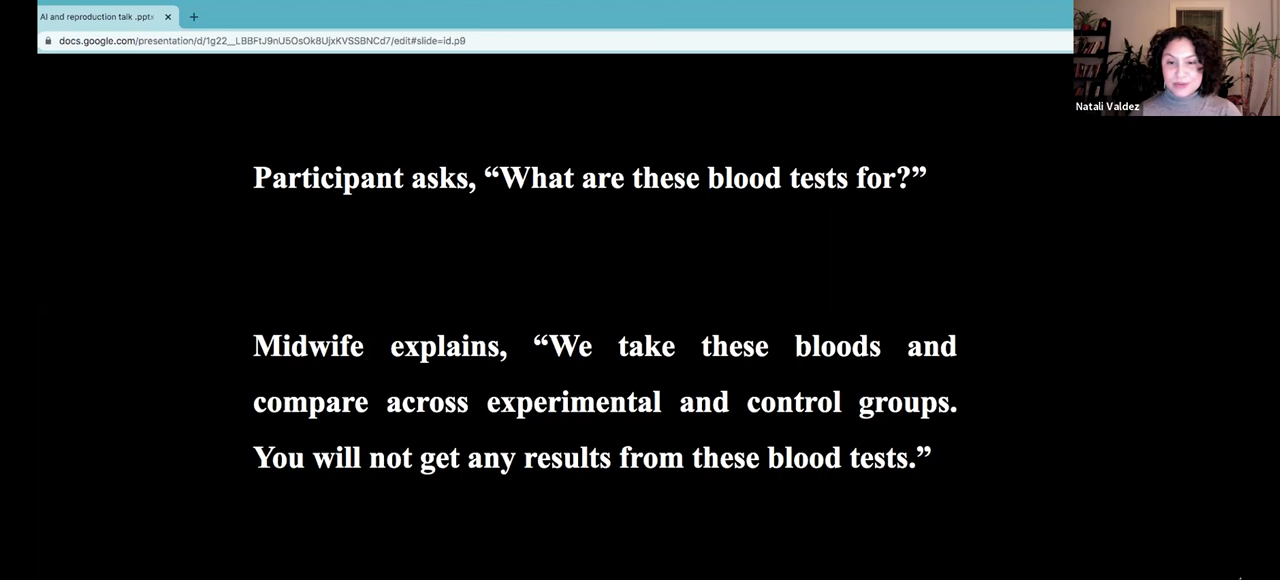 AI and reproduction talk .pptx
docs.google.com/presentation/d/1g22__LBBFtJ9nU5OsOk8UjxKVSSBNCd7/edit#slide=id.p9
Natali Valdez
Participant asks, “What are these blood tests for?”
Midwife explains, “We take these bloods and
compare across experimental and control groups.
You will not get any results from these blood tests.”